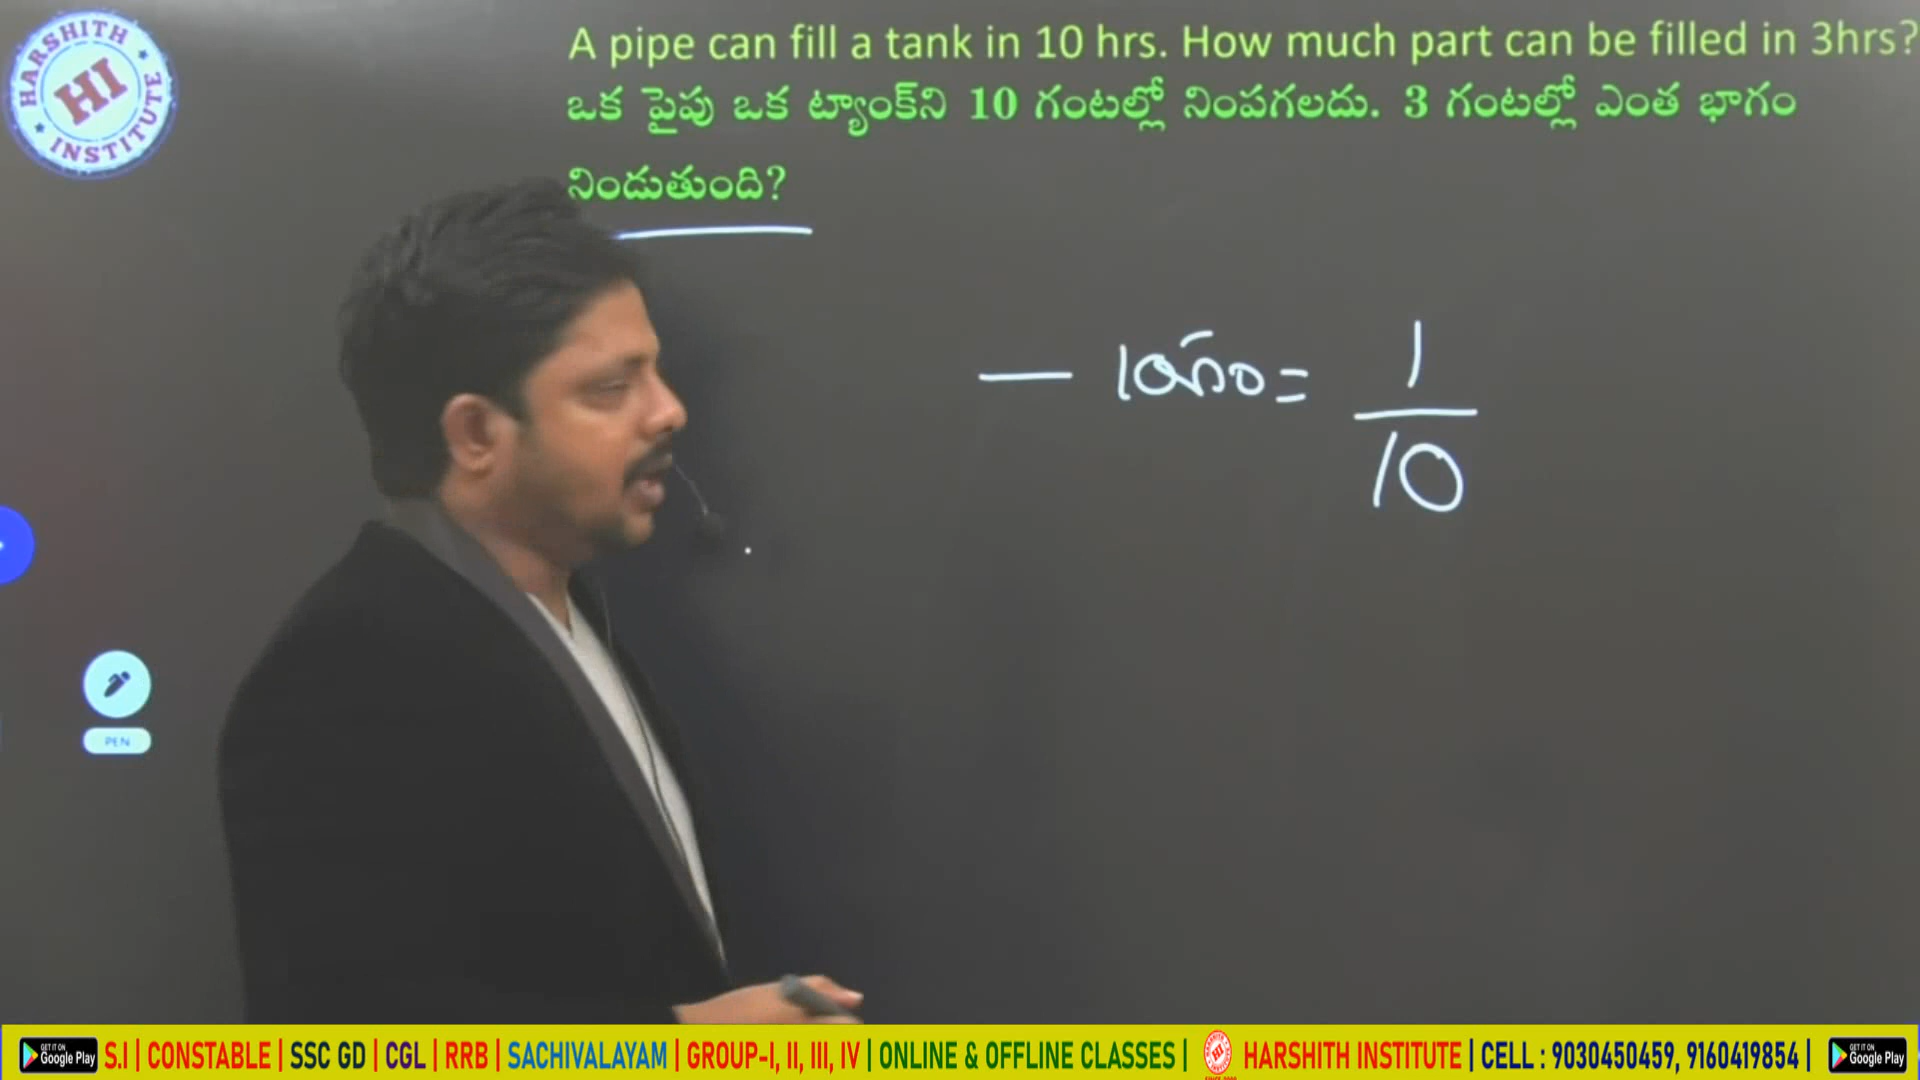 HARSHITH
HI
INSTITUTE
A pipe can fill a tank in 10 hrs. How much part can be filled in 3hrs?
ఒక పైపు ఒక ట్యాంక్‌ని 10 గంటల్లో నింపగలదు. 3 గంటల్లో ఎంత భాగం
నిండుతుంది?
=
1
10
PEN
GET IT ON
Google Play
S.I | CONSTABLE | SSC GD | CGL | RRB | SACHIVALAYAM | GROUP-I, II, III, IV | ONLINE & OFFLINE CLASSES | HI HARSHITH INSTITUTE | CELL : 9030450459, 9160419854 |
GET IT ON
Google Play